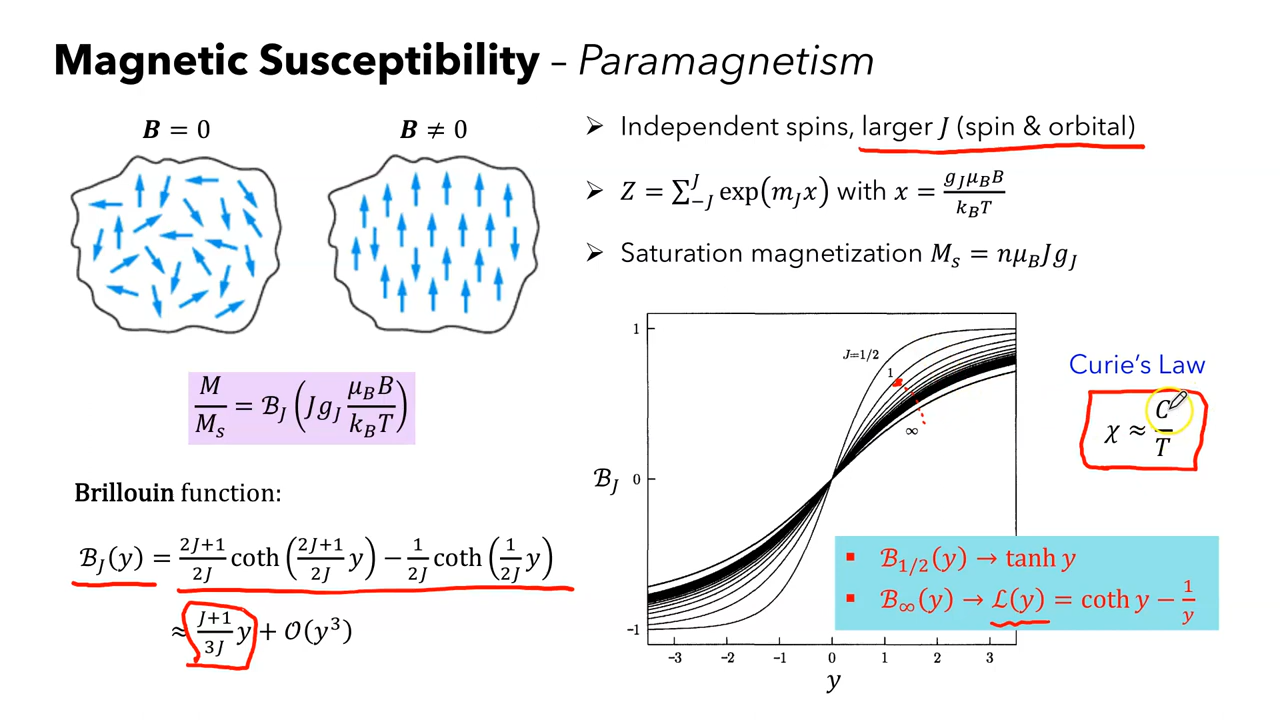 Magnetic Susceptibility – Paramagnetism
B = 0
B ≠ 0
➢ Independent spins, larger J (spin & orbital)
➢ Z = ∑_{-J}^{J} exp(m_J x) with x = g_J μ_B B / k_B T
➢ Saturation magnetization M_s = nμ_B J g_J
M/M_s = ℬ_J (J g_J μ_B B / k_B T)
Brillouin function:
ℬ_J(y) = 2J+1/2J coth(2J+1/2J y) − 1/2J coth(1/2J y)
≈ J+1/3J y + 𝒪(y³)
1
J=1/2
1
∞
ℬ_J 0
-1
-3 -2 -1 0 1 2 3
y
Curie's Law
χ ≈ C/T
▪ ℬ_{1/2}(y) → tanh y
▪ ℬ_∞(y) → ℒ(y) = coth y − 1/y